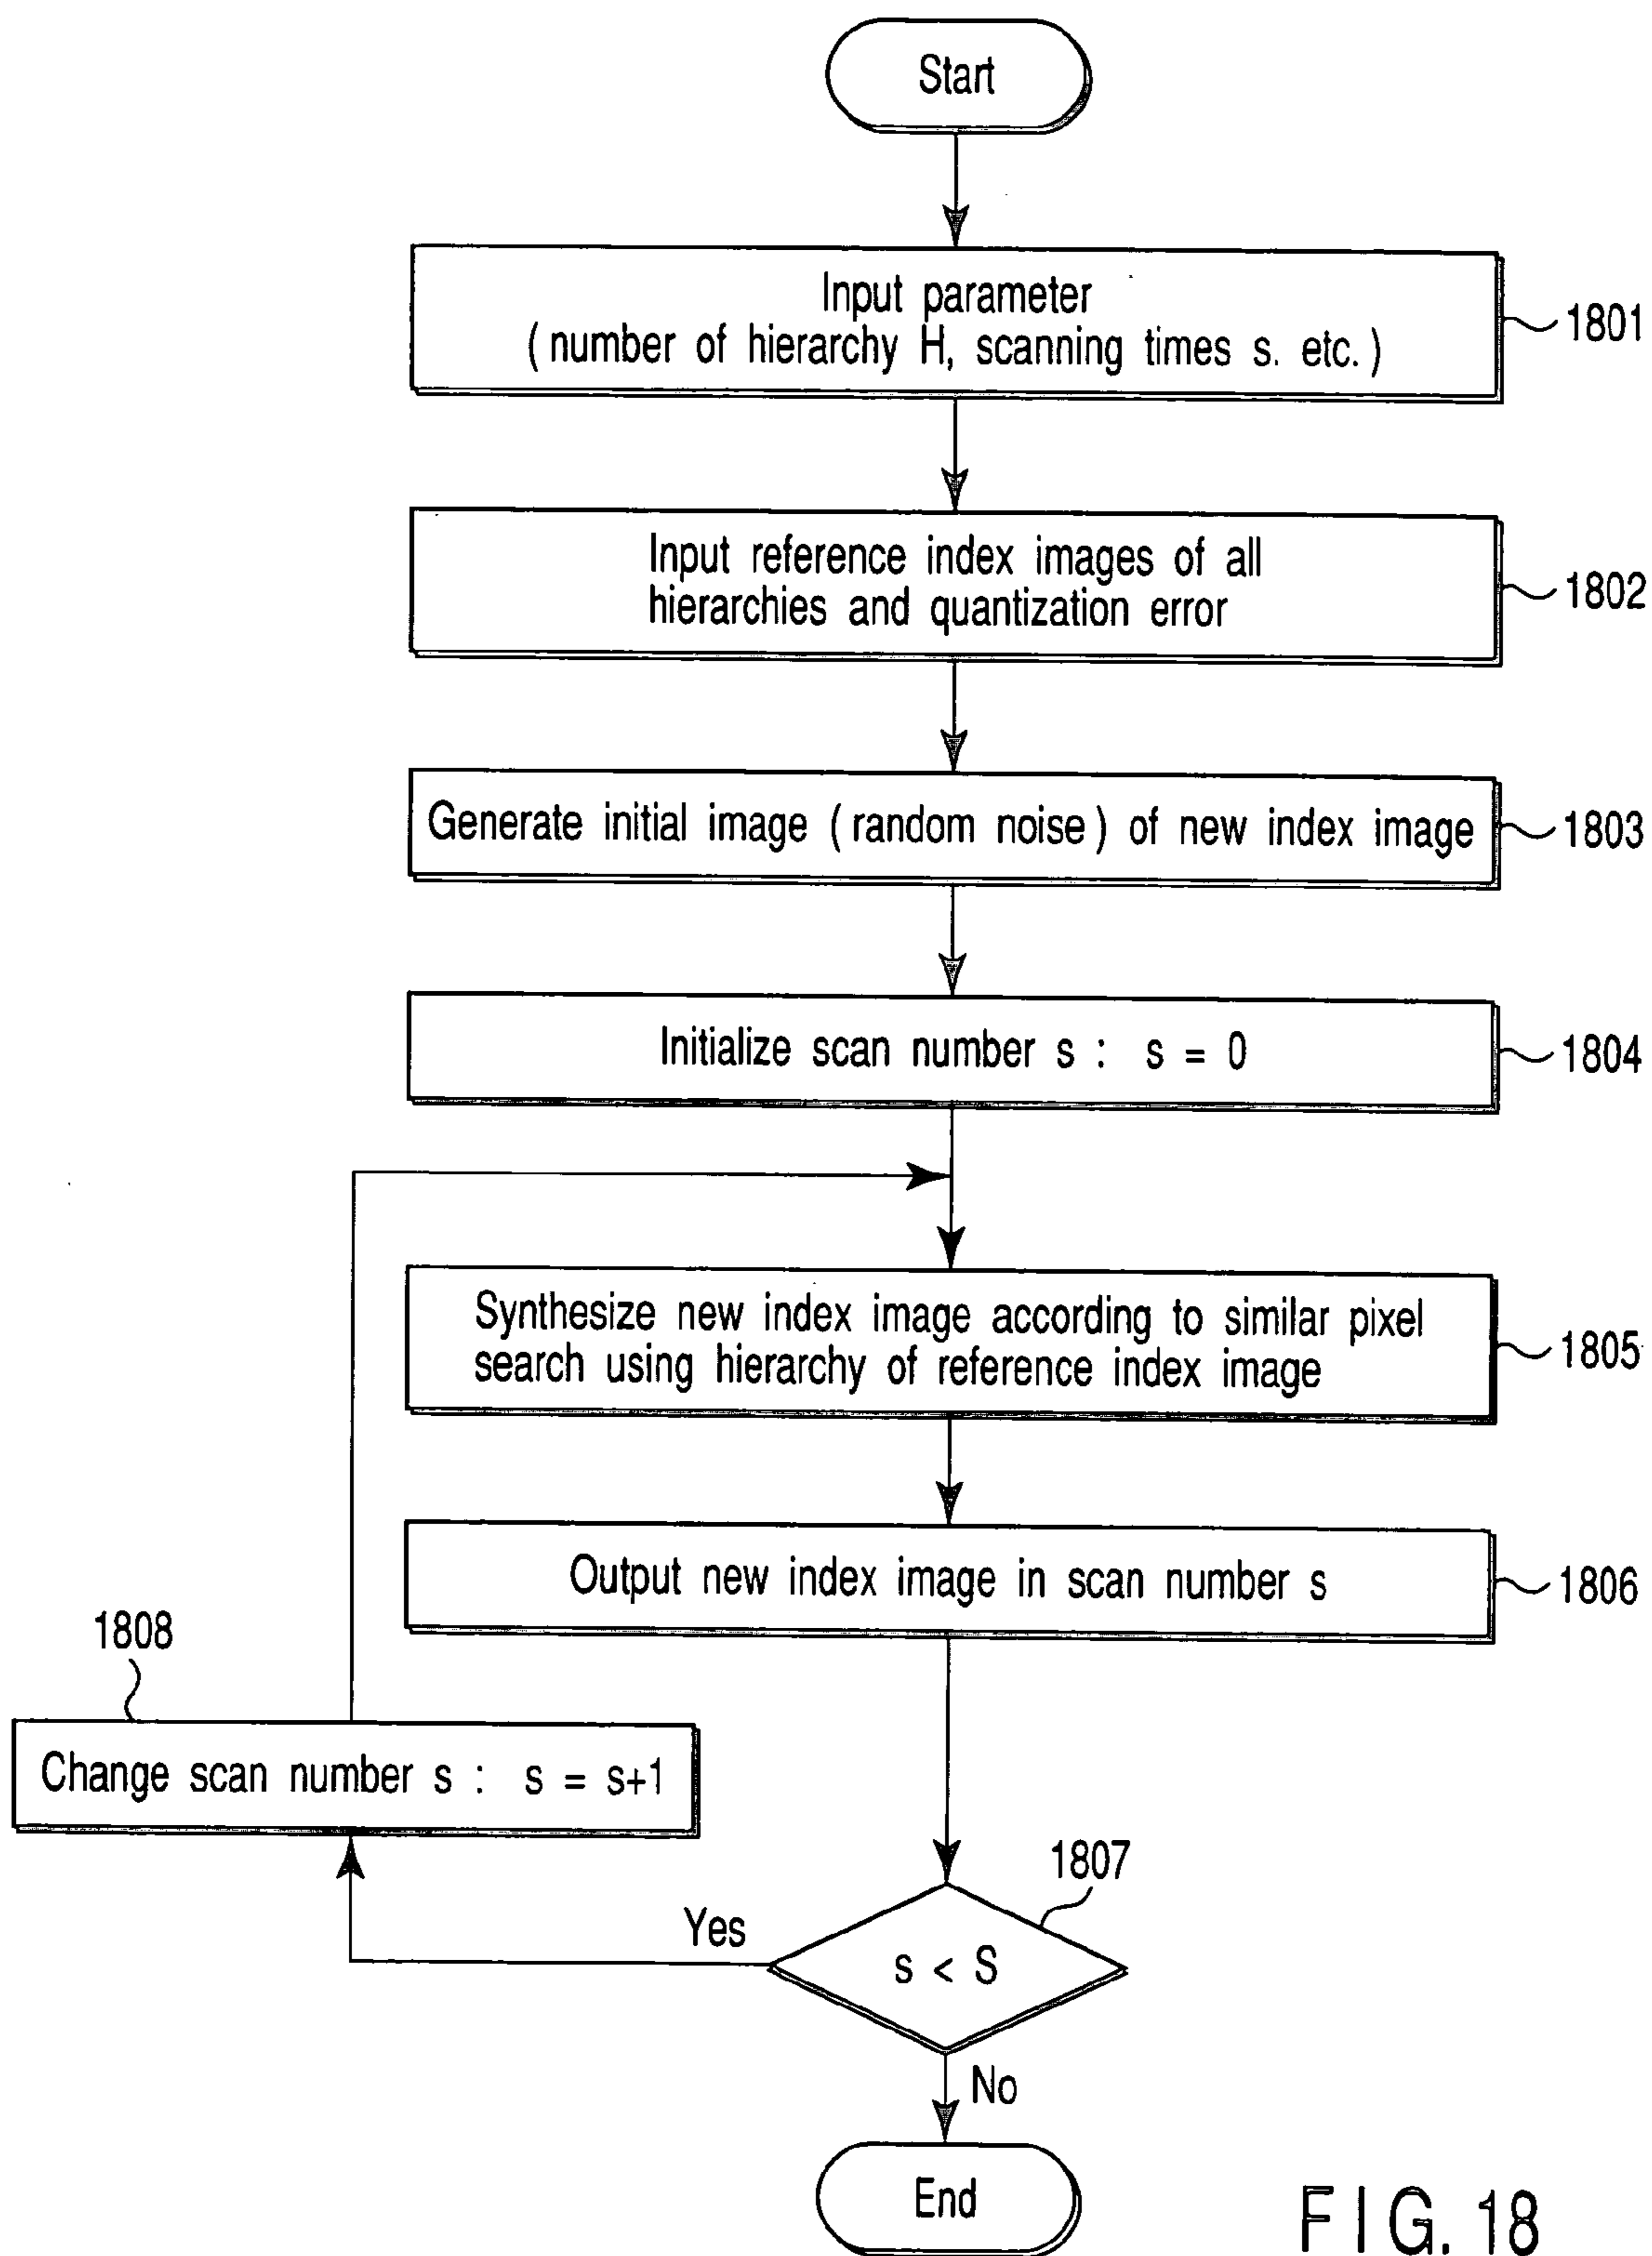 Start
Input parameter
(number of hierarchy H, scanning times s. etc.)
1801
Input reference index images of all
hierarchies and quantization error
1802
Generate initial image (random noise) of new index image
1803
Initialize scan number s : s = 0
1804
Synthesize new index image according to similar pixel
search using hierarchy of reference index image
1805
Output new index image in scan number s
1806
1808
Change scan number s : s = s+1
1807
Yes
s < S
No
End
FIG. 18